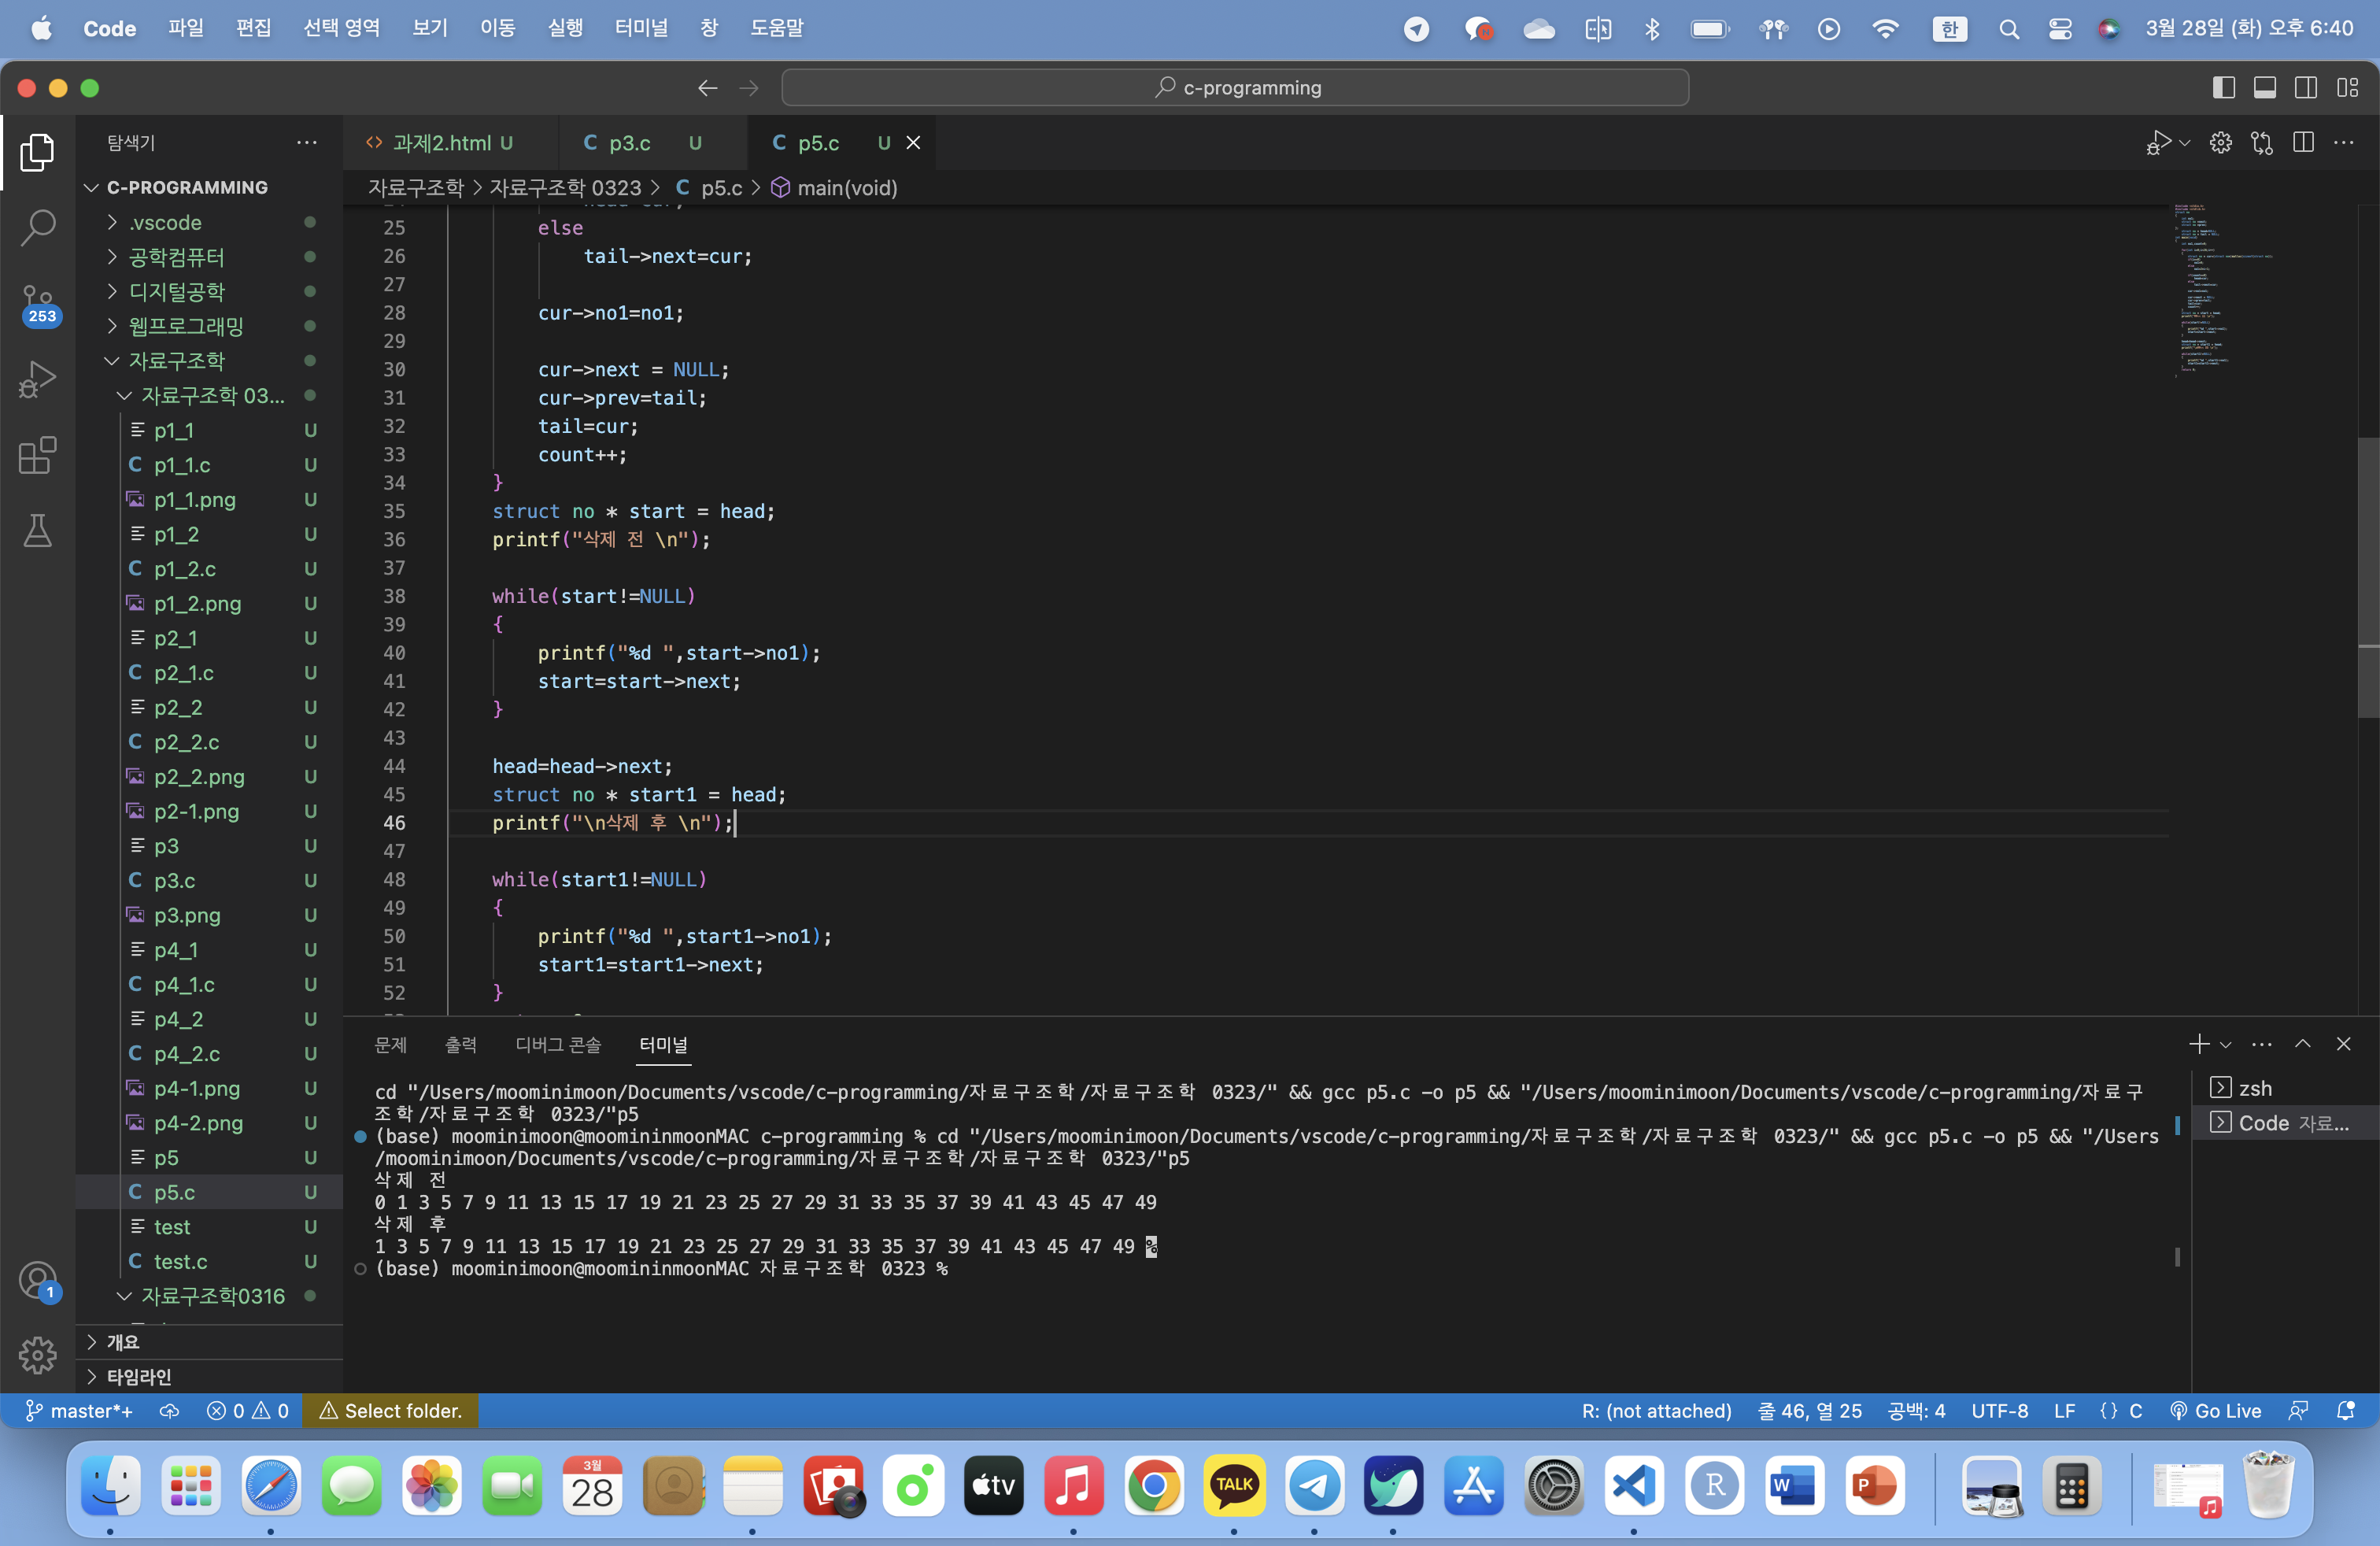 Code 파일 편집 선택 영역 보기 이동 실행 터미널 창 도움말 한 3월 28일 (화) 오후 6:40
c-programming
탐색기
과제2.html U
C p3.c U
C p5.c U
C-PROGRAMMING
자료구조학 > 자료구조학 0323 > C p5.c > main(void)
.vscode
공학컴퓨터
디지털공학
웹프로그래밍
자료구조학
자료구조학 03...
p1_1 U
C p1_1.c U
p1_1.png U
p1_2 U
C p1_2.c U
p1_2.png U
p2_1 U
C p2_1.c U
p2_2 U
C p2_2.c U
p2_2.png U
p2-1.png U
p3 U
C p3.c U
p3.png U
p4_1 U
C p4_1.c U
p4_2 U
C p4_2.c U
p4-1.png U
p4-2.png U
p5 U
C p5.c U
test U
C test.c U
자료구조학0316
개요
타임라인
253
1
25 else
26 tail->next=cur;
27
28 cur->no1=no1;
29
30 cur->next = NULL;
31 cur->prev=tail;
32 tail=cur;
33 count++;
34 }
35 struct no * start = head;
36 printf("삭제 전 \n");
37
38 while(start!=NULL)
39 {
40 printf("%d ",start->no1);
41 start=start->next;
42 }
43
44 head=head->next;
45 struct no * start1 = head;
46 printf("\n삭제 후 \n");
47
48 while(start1!=NULL)
49 {
50 printf("%d ",start1->no1);
51 start1=start1->next;
52 }
문제 출력 디버그 콘솔 터미널
cd "/Users/moominimoon/Documents/vscode/c-programming/자료구조학/자료구조학 0323/" && gcc p5.c -o p5 && "/Users/moominimoon/Documents/vscode/c-programming/자료구
조학/자료구조학 0323/"p5
(base) moominimoon@moomininmoonMAC c-programming % cd "/Users/moominimoon/Documents/vscode/c-programming/자료구조학/자료구조학 0323/" && gcc p5.c -o p5 && "/Users
/moominimoon/Documents/vscode/c-programming/자료구조학/자료구조학 0323/"p5
삭제 전
0 1 3 5 7 9 11 13 15 17 19 21 23 25 27 29 31 33 35 37 39 41 43 45 47 49
삭제 후
1 3 5 7 9 11 13 15 17 19 21 23 25 27 29 31 33 35 37 39 41 43 45 47 49 %
(base) moominimoon@moomininmoonMAC 자료구조학 0323 %
zsh
Code 자료...
master*+ 0 0 Select folder. R: (not attached) 줄 46, 열 25 공백: 4 UTF-8 LF {} C Go Live
3월
28
tv
TALK
R
W
P